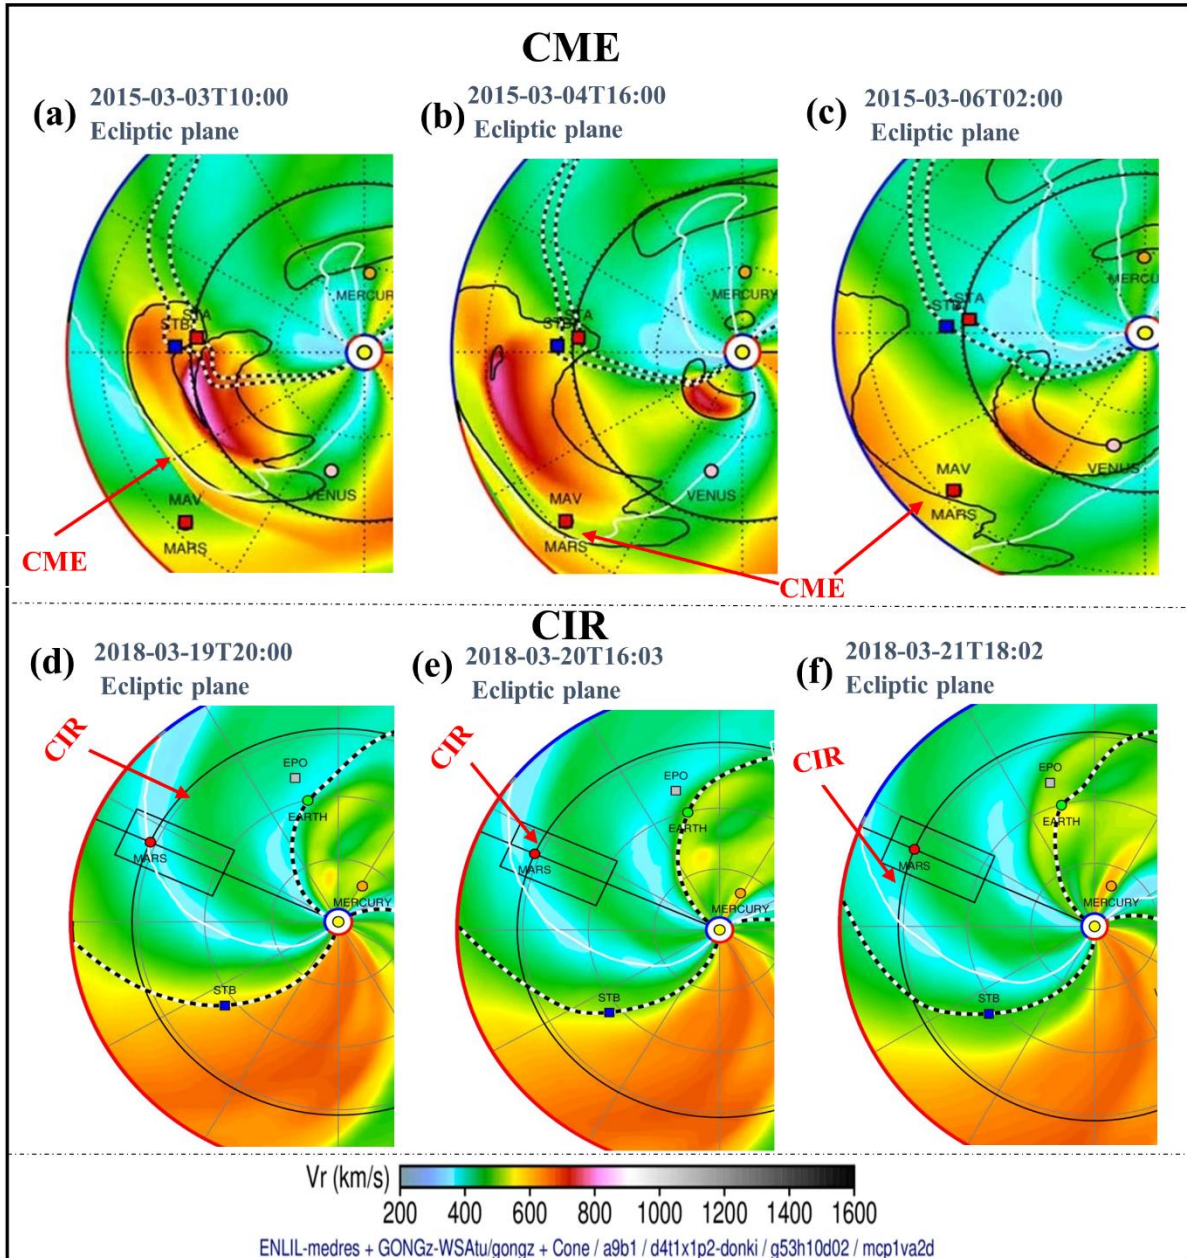 CME
(a) 2015-03-03T10:00
Ecliptic plane
(b) 2015-03-04T16:00
Ecliptic plane
(c) 2015-03-06T02:00
Ecliptic plane
MERCURY
STA
STB
VENUS
MAV
MARS
CME
MERCURY
STA
STB
VENUS
MAV
MARS
CME
MERCU
STA
STB
VENUS
MAV
MARS
CIR
(d) 2018-03-19T20:00
Ecliptic plane
(e) 2018-03-20T16:03
Ecliptic plane
(f) 2018-03-21T18:02
Ecliptic plane
CIR
EPO
EARTH
MARS
MERCURY
STB
CIR
EPO
EARTH
MARS
MERCURY
STB
CIR
EPO
EARTH
MARS
MERCURY
STB
Vr (km/s)
200 400 600 800 1000 1200 1400 1600
ENLIL-medres + GONGz-WSAtu/gongz + Cone / a9b1 / d4t1x1p2-donki / g53h10d02 / mcp1va2d